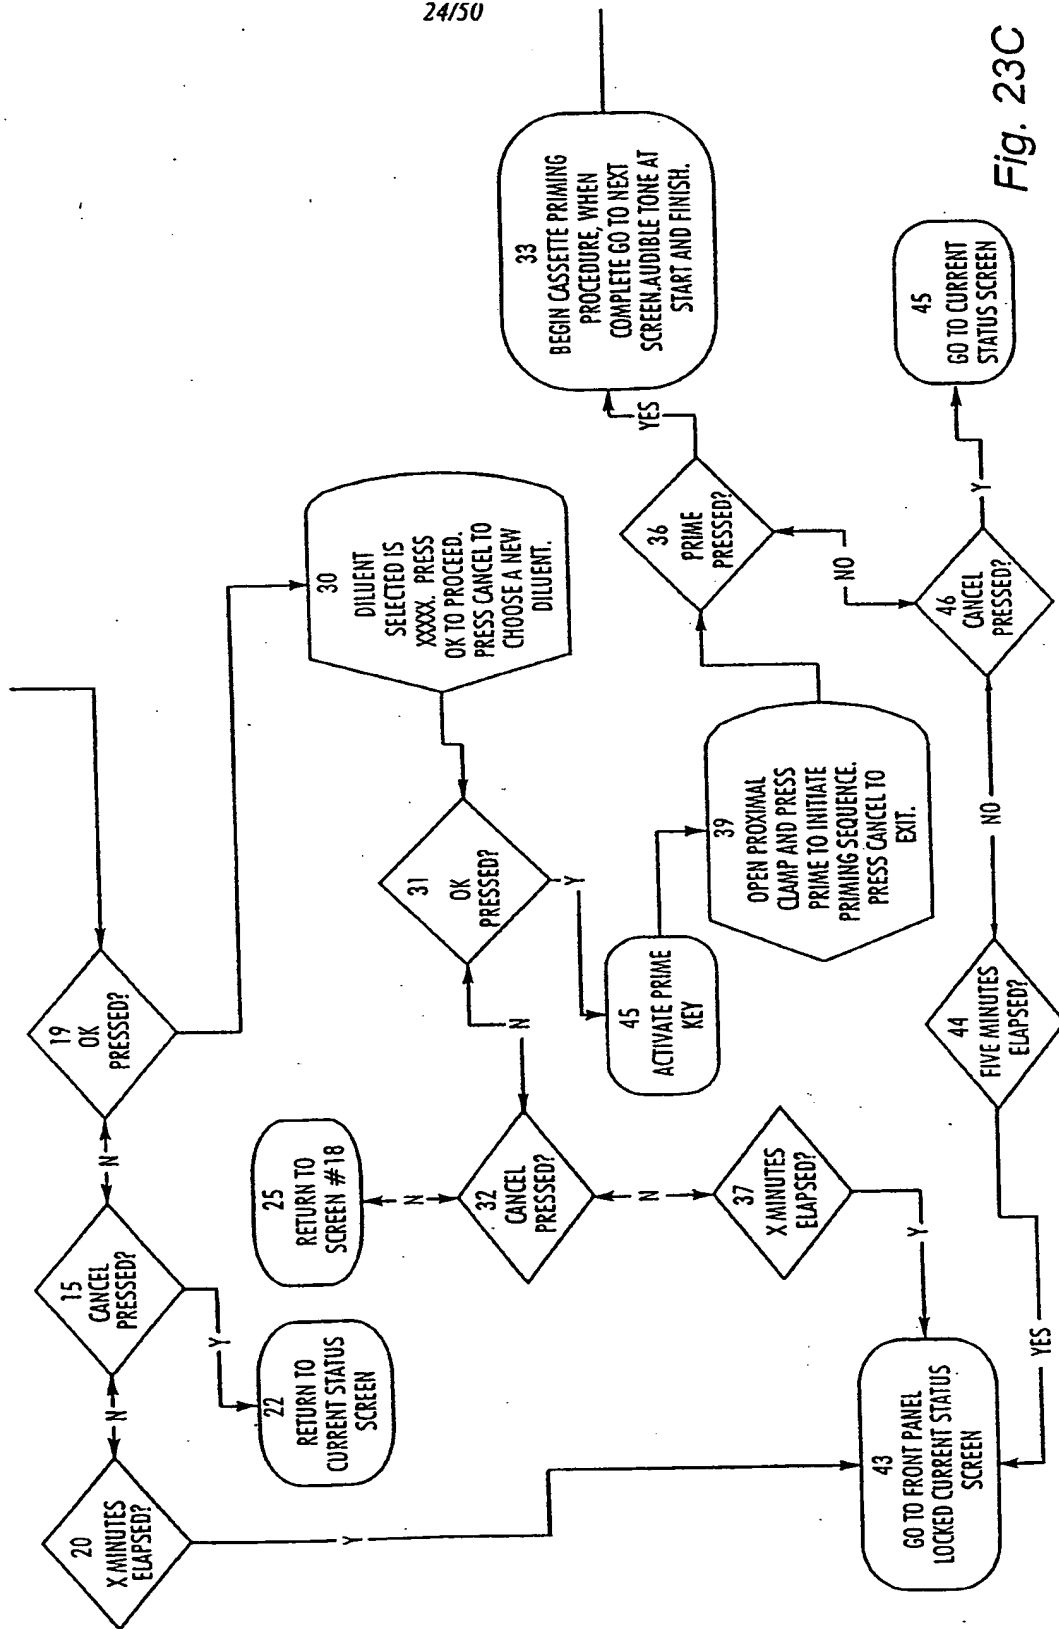 24/50
20
X MINUTES
ELAPSED?
N
15
CANCEL
PRESSED?
N
19
OK
PRESSED?
Y
22
RETURN TO
CURRENT STATUS
SCREEN
25
RETURN TO
SCREEN #18
N
30
DILUENT
SELECTED IS
XXXXX. PRESS
OK TO PROCEED.
PRESS CANCEL TO
CHOOSE A NEW
DILUENT.
Y
32
CANCEL
PRESSED?
N
31
OK
PRESSED?
Y
N
37
X MINUTES
ELAPSED?
Y
45
ACTIVATE PRIME
KEY
39
OPEN PROXIMAL
CLAMP AND PRESS
PRIME TO INITIATE
PRIMING SEQUENCE.
PRESS CANCEL TO
EXIT.
36
PRIME
PRESSED?
YES
33
BEGIN CASSETTE PRIMING
PROCEDURE, WHEN
COMPLETE GO TO NEXT
SCREEN.AUDIBLE TONE AT
START AND FINISH.
NO
43
GO TO FRONT PANEL
LOCKED CURRENT STATUS
SCREEN
YES
44
FIVE MINUTES
ELAPSED?
NO
46
CANCEL
PRESSED?
Y
45
GO TO CURRENT
STATUS SCREEN
Fig. 23C